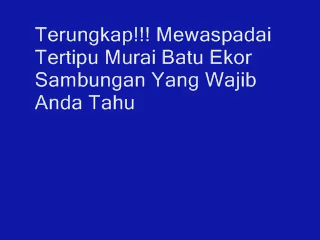 Terungkap!!! Mewaspadai
Tertipu Murai Batu Ekor
Sambungan Yang Wajib
Anda Tahu